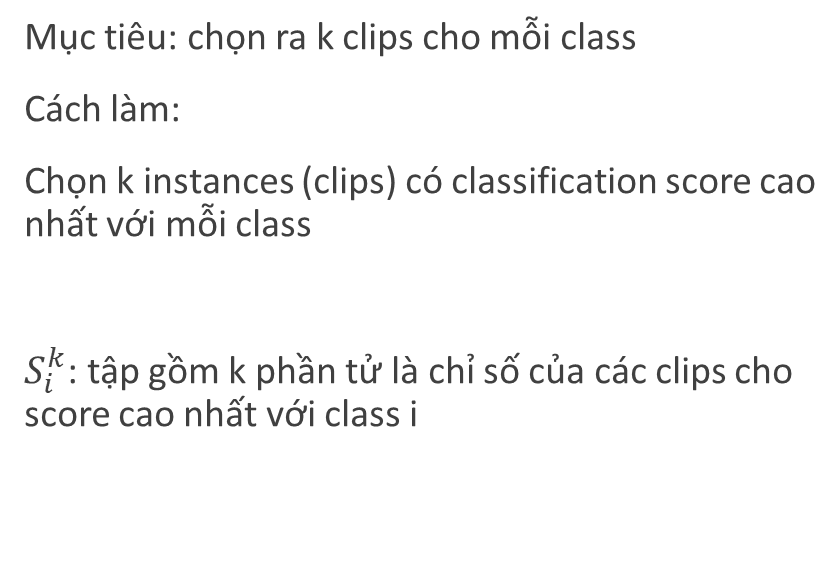 Mục tiêu: chọn ra k clips cho mỗi class
Cách làm:
Chọn k instances (clips) có classification score cao
nhất với mỗi class
$S_i^k$: tập gồm k phần tử là chỉ số của các clips cho
score cao nhất với class i